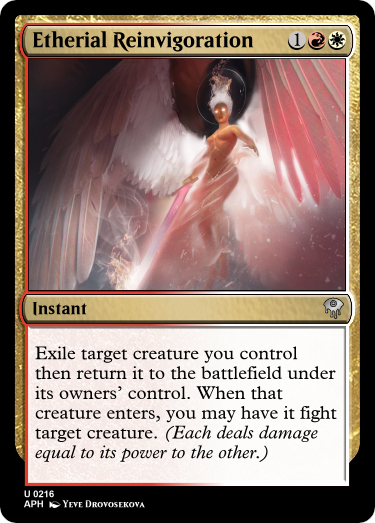 Etherial Reinvigoration 1
Instant
Exile target creature you control
then return it to the battlefield under
its owners’ control. When that
creature enters, you may have it fight
target creature. (Each deals damage
equal to its power to the other.)
U 0216
APH Yeve Drovosekova